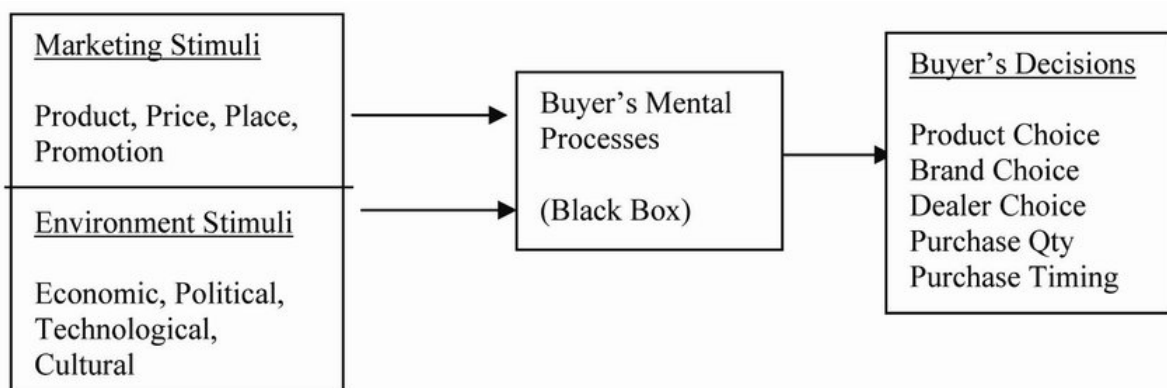 Marketing Stimuli
Product, Price, Place,
Promotion
Environment Stimuli
Economic, Political,
Technological,
Cultural
Buyer’s Mental
Processes
(Black Box)
Buyer’s Decisions
Product Choice
Brand Choice
Dealer Choice
Purchase Qty
Purchase Timing